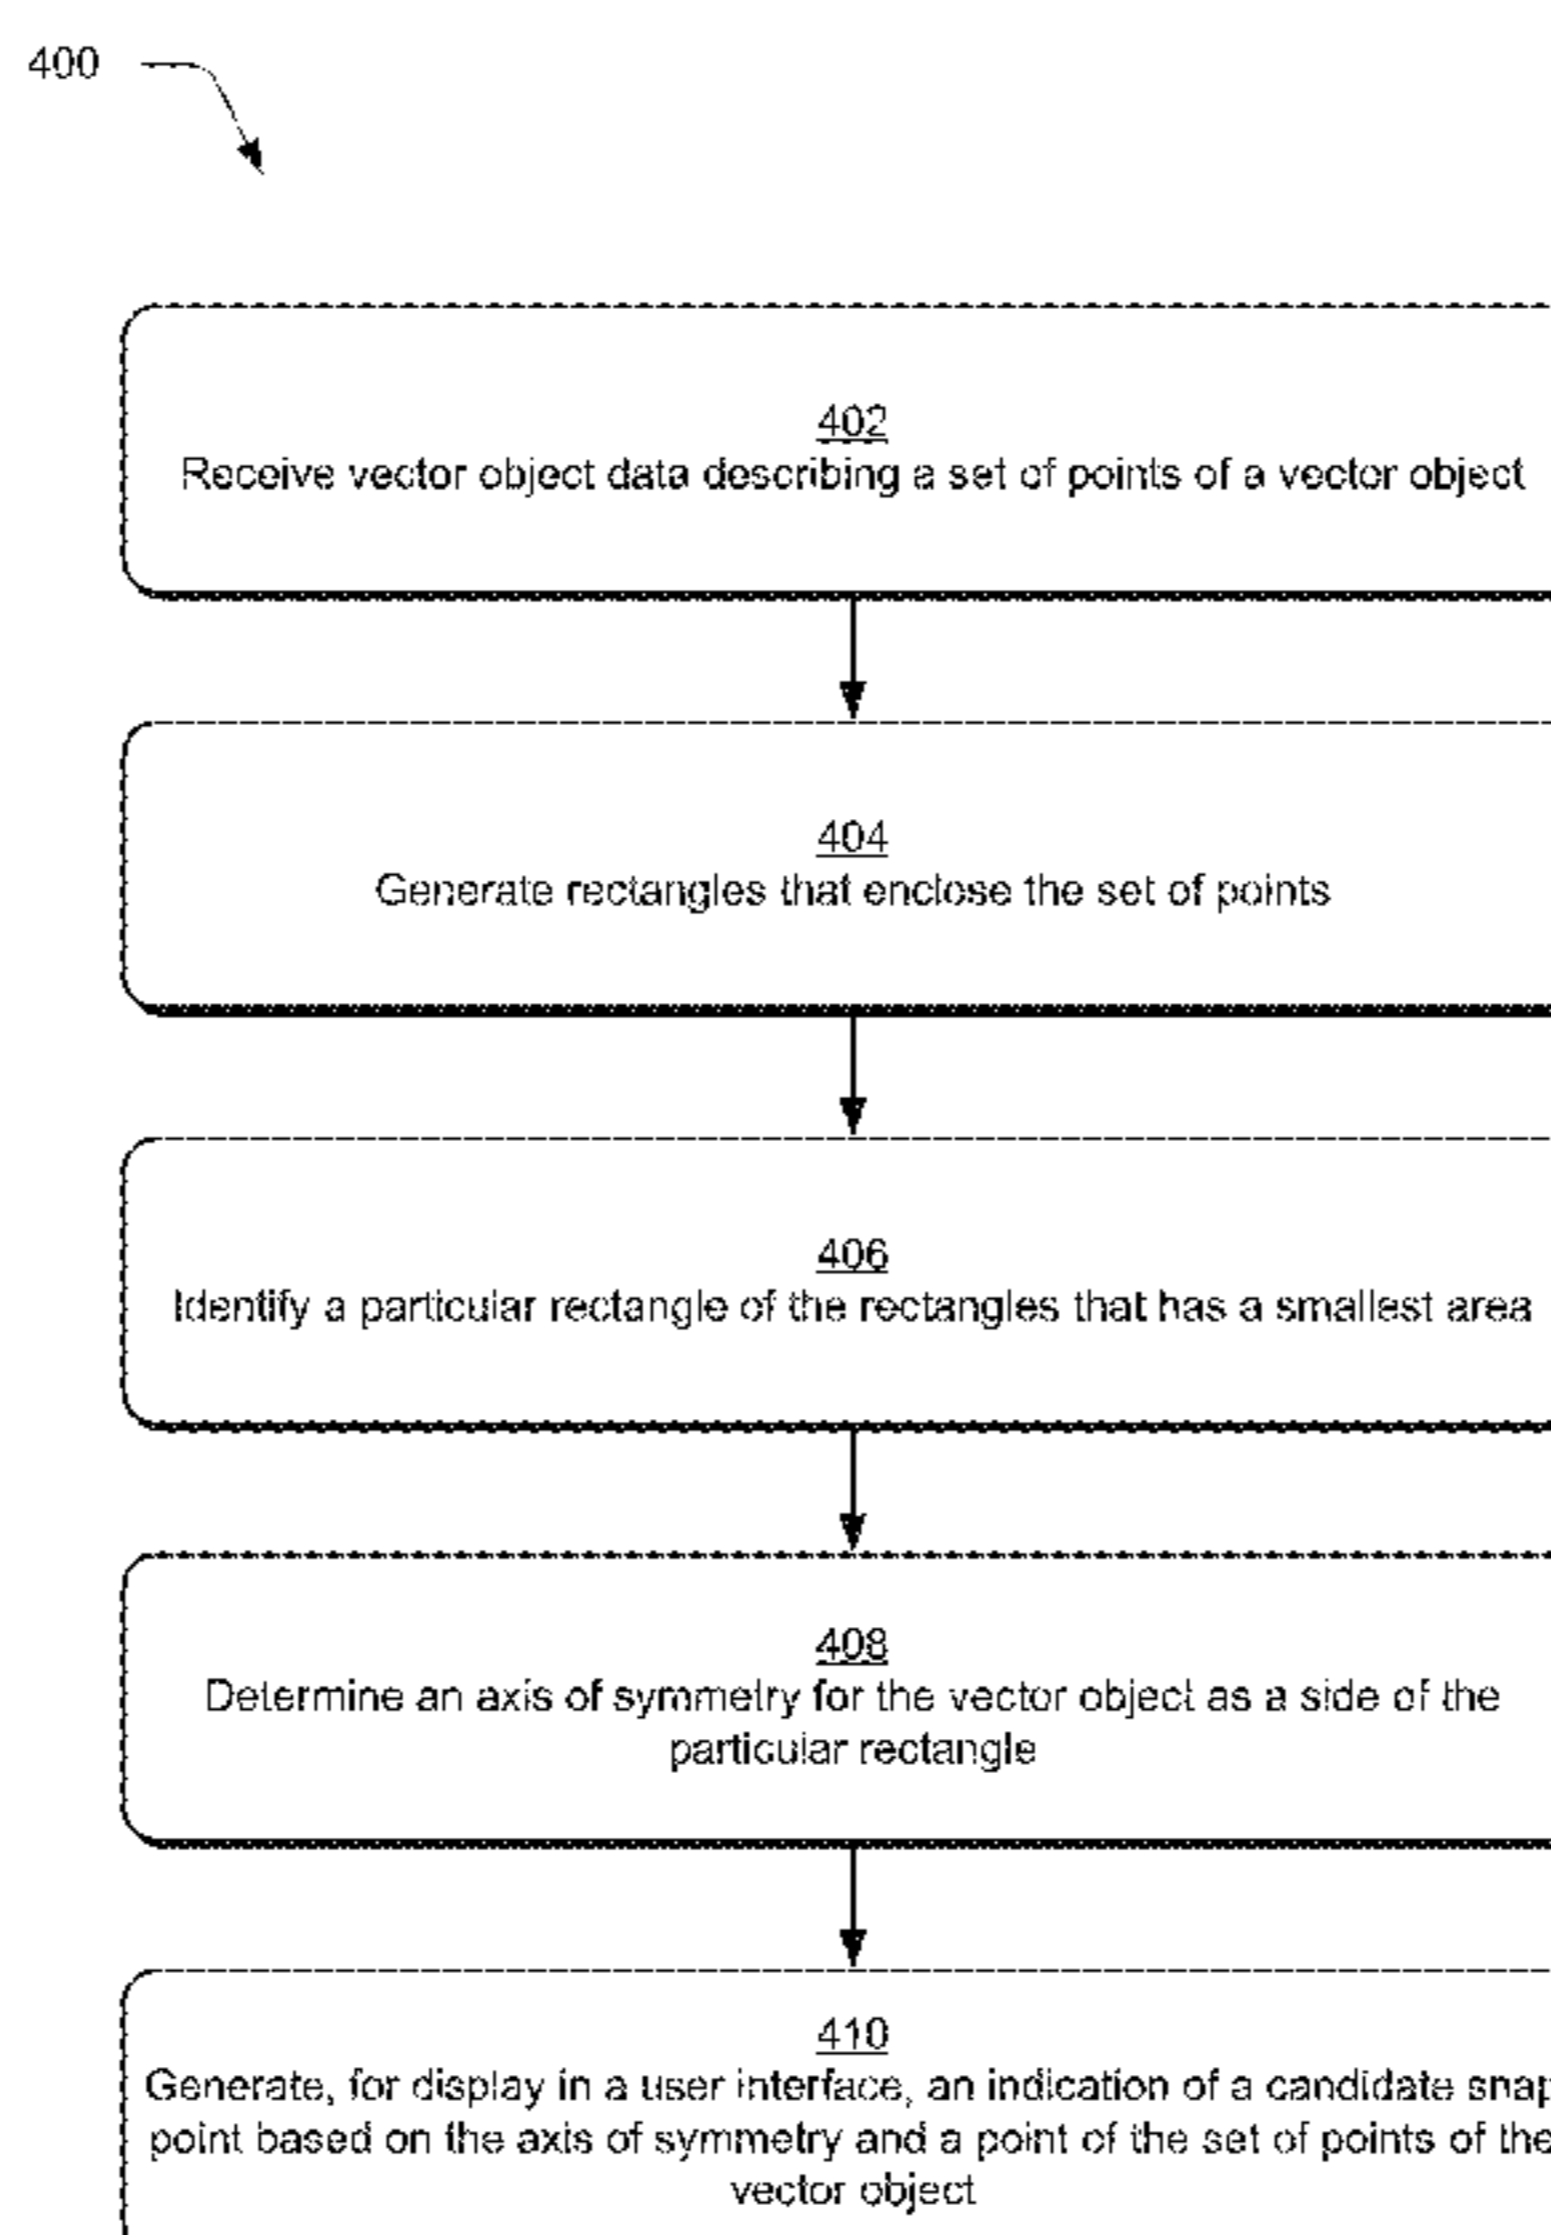 400
402
Receive vector object data describing a set of points of a vector object
404
Generate rectangles that enclose the set of points
406
Identify a particular rectangle of the rectangles that has a smallest area
408
Determine an axis of symmetry for the vector object as a side of the
particular rectangle
410
Generate, for display in a user interface, an indication of a candidate snap
point based on the axis of symmetry and a point of the set of points of the
vector object